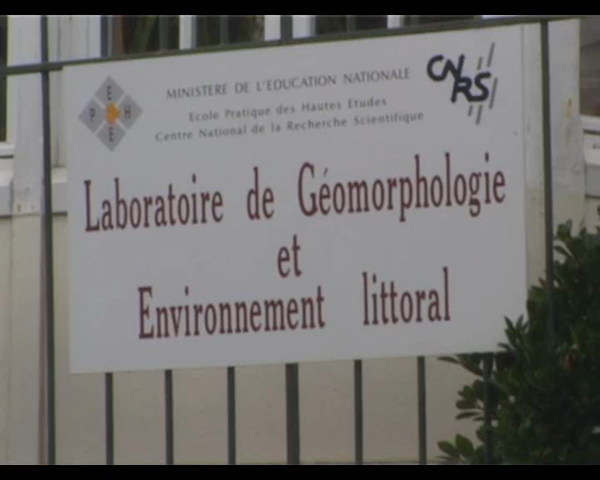 MINISTERE DE L'EDUCATION NATIONALE
Ecole Pratique des Hautes Etudes
Centre National de la Recherche Scientifique
EPHE
CNRS
Laboratoire de Géomorphologie
et
Environnement littoral